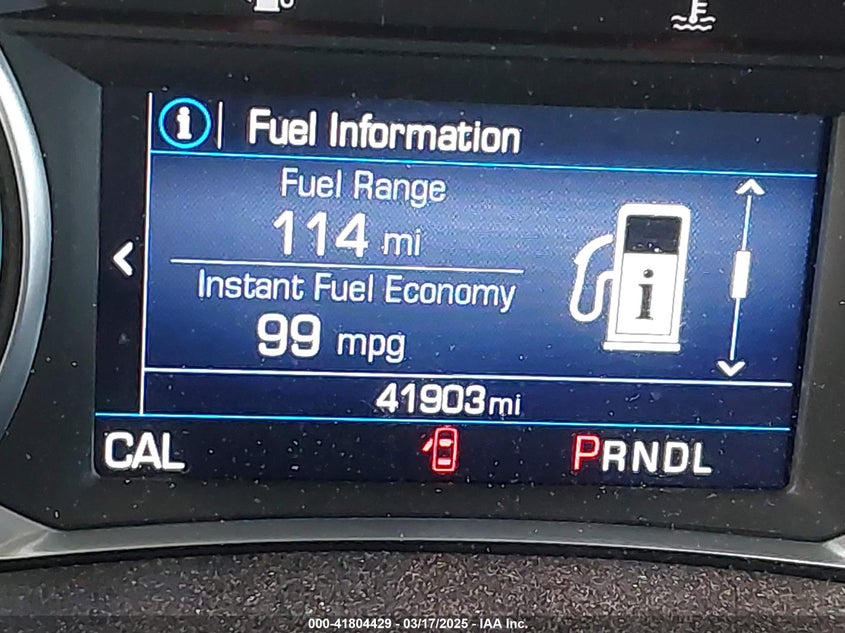 i Fuel Information
Fuel Range
114 mi
Instant Fuel Economy
99 mpg
i
41903mi
CAL PRNDL
000-41804429 - 03/17/2025 - IAA Inc.